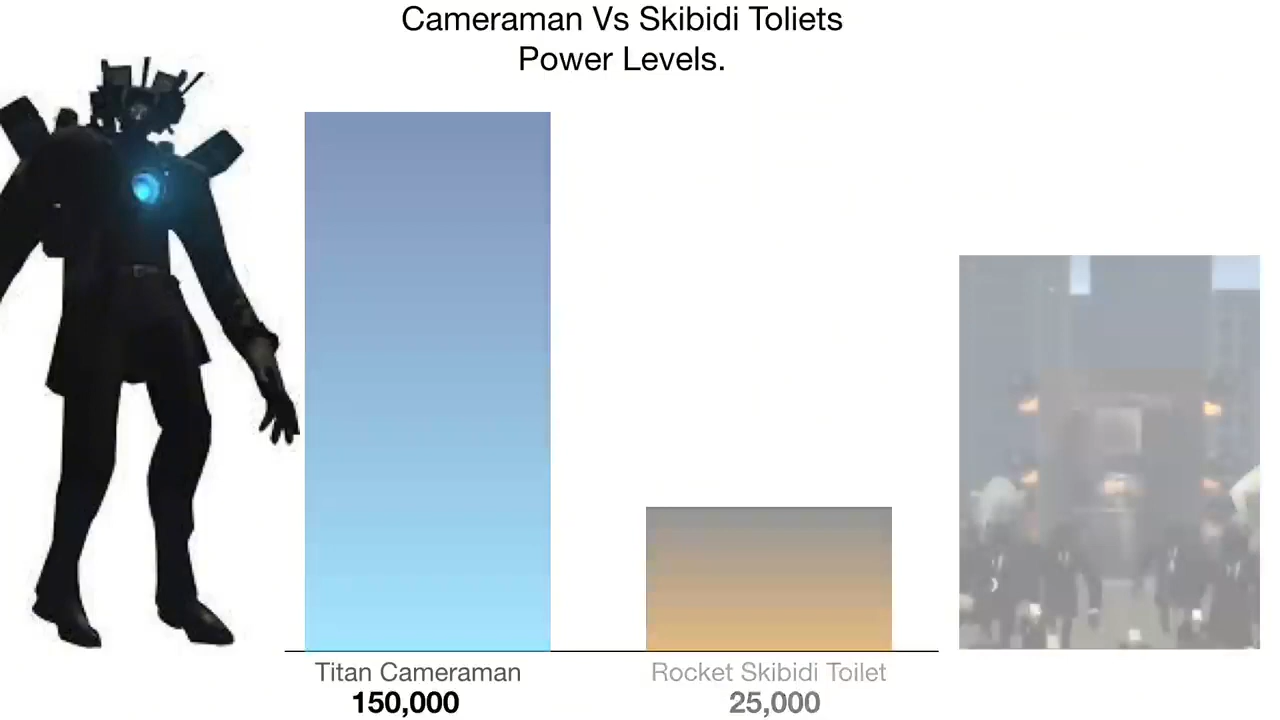 Cameraman Vs Skibidi Toliets
Power Levels.
Titan Cameraman
150,000
Rocket Skibidi Toilet
25,000